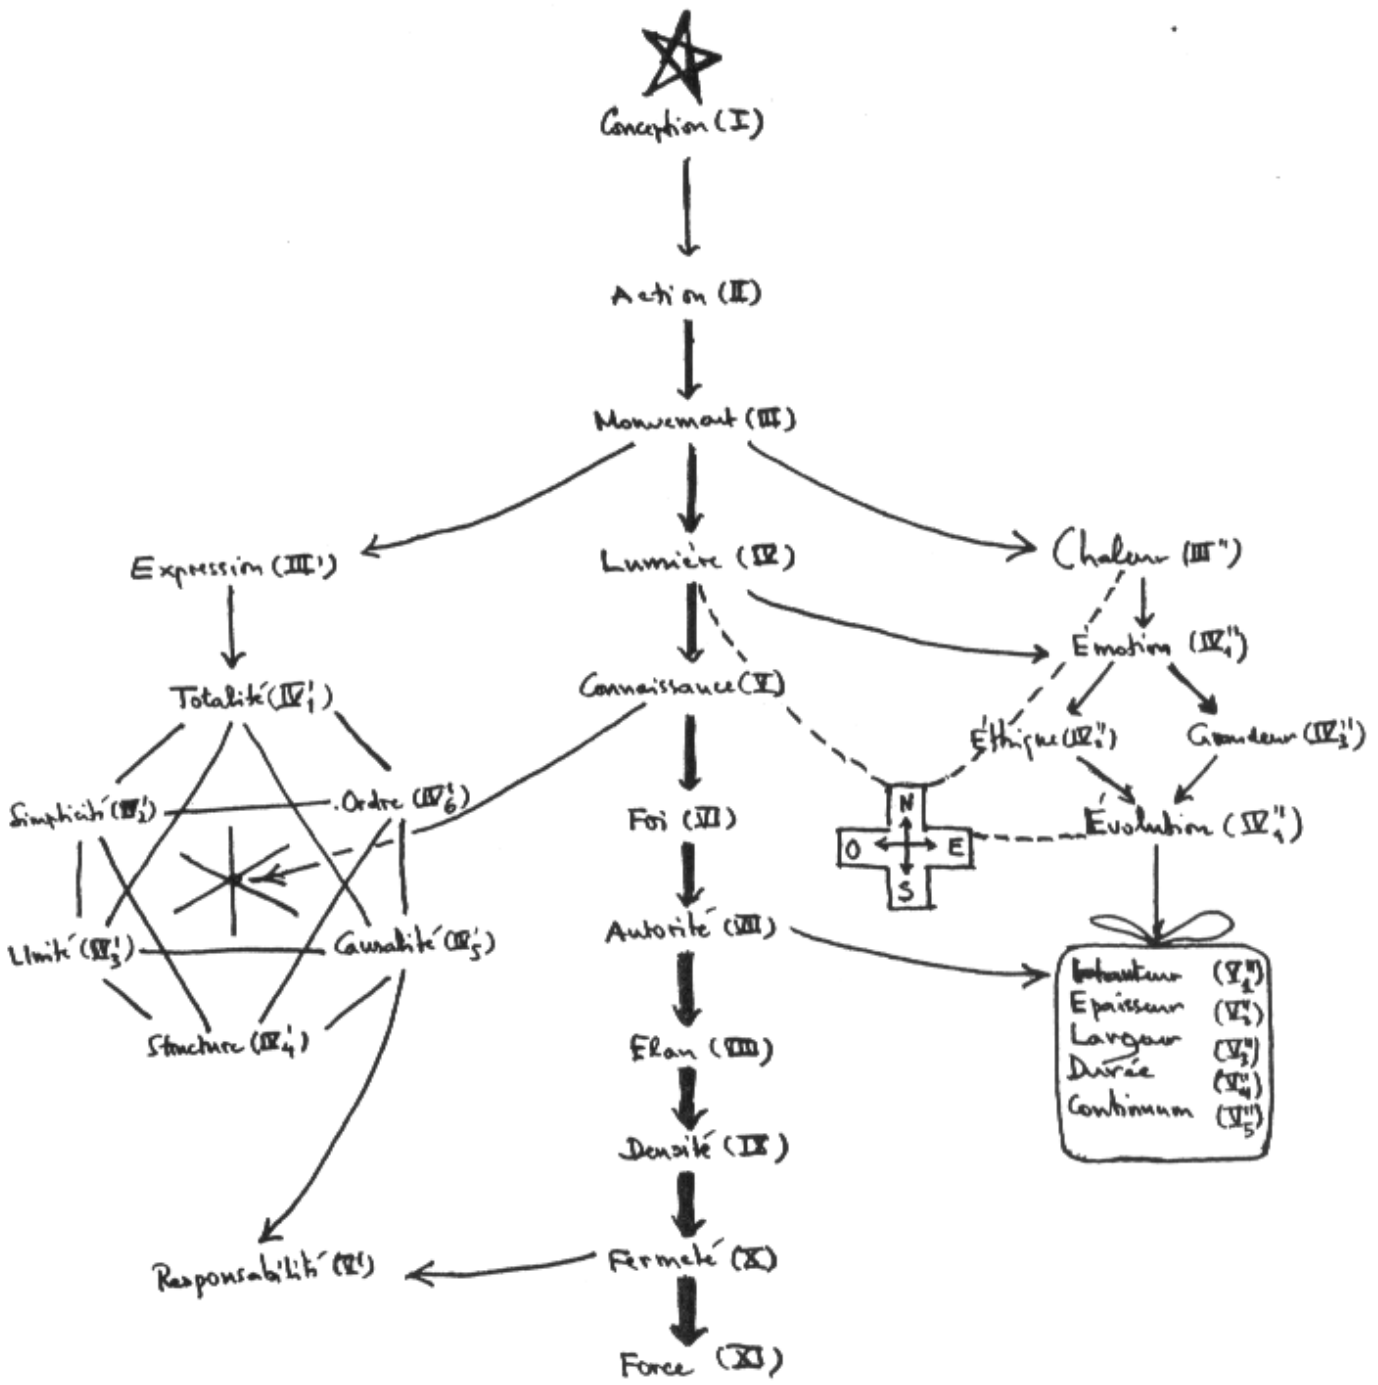 Conception (I)
Action (II)
Mouvement (III)
Expression (III')
Lumière (IV)
Chaleur (III")
Émotion (IV"1)
Totalité (IV'1)
Connaissance (V)
Éthique (IV"2)
Grandeur (IV"3)
Simplicité (IV'2)
Ordre (IV'6)
Foi (VI)
N
O E
S
Évolution (IV"4)
Unité (IV'3)
Causalité (IV'5)
Autorité (VII)
(V"1)
Epaisseur (V"2)
Largeur (V"3)
Durée (V"4)
Continuum (V"5)
Structure (IV'4)
Elan (VIII)
Densité (IX)
Responsabilité (V')
Fermeté (X)
Force (XI)